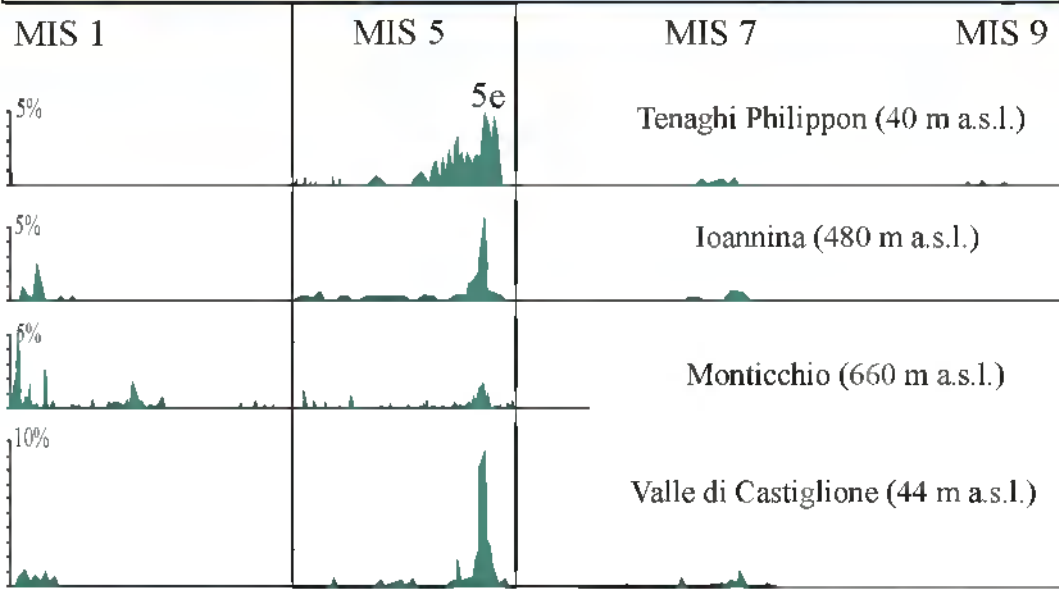 MIS 1 MIS 5 MIS 7 MIS 9
5e
5% Tenaghi Philippon (40 m a.s.l.)
5% Ioannina (480 m a.s.l.)
5% Monticchio (660 m a.s.l.)
10%
Valle di Castiglione (44 m a.s.l.)